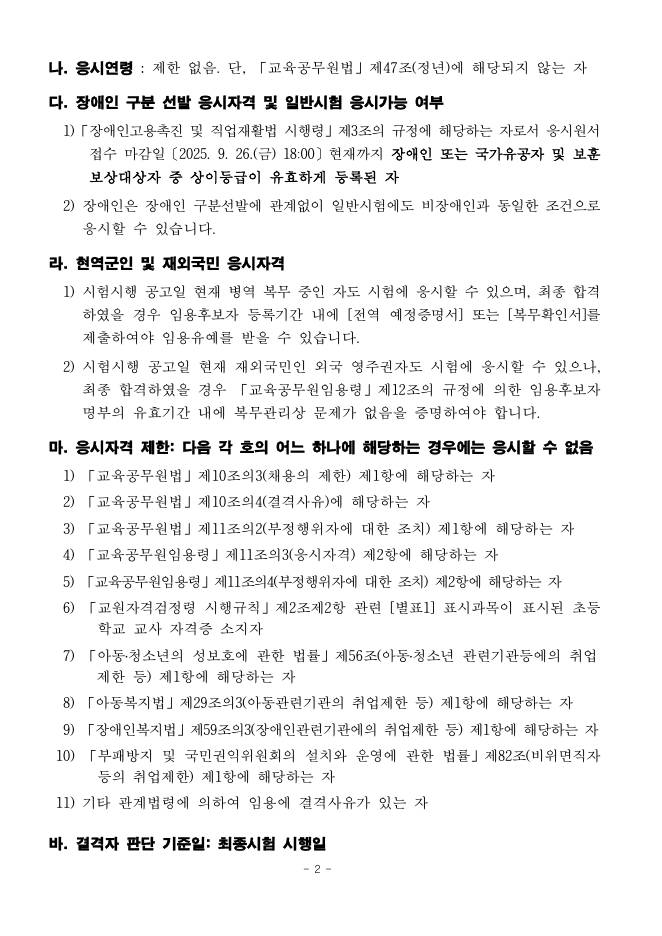 나. 응시연령 : 제한 없음. 단, 「교육공무원법」제47조(정년)에 해당되지 않는 자
다. 장애인 구분 선발 응시자격 및 일반시험 응시가능 여부
1)「장애인고용촉진 및 직업재활법 시행령」제3조의 규정에 해당하는 자로서 응시원서
접수 마감일〔2025. 9. 26.(금) 18:00〕현재까지 장애인 또는 국가유공자 및 보훈
보상대상자 중 상이등급이 유효하게 등록된 자
2) 장애인은 장애인 구분선발에 관계없이 일반시험에도 비장애인과 동일한 조건으로
응시할 수 있습니다.
라. 현역군인 및 재외국민 응시자격
1) 시험시행 공고일 현재 병역 복무 중인 자도 시험에 응시할 수 있으며, 최종 합격
하였을 경우 임용후보자 등록기간 내에 [전역 예정증명서] 또는 [복무확인서]를
제출하여야 임용유예를 받을 수 있습니다.
2) 시험시행 공고일 현재 재외국민인 외국 영주권자도 시험에 응시할 수 있으나,
최종 합격하였을 경우 「교육공무원임용령」제12조의 규정에 의한 임용후보자
명부의 유효기간 내에 복무관리상 문제가 없음을 증명하여야 합니다.
마. 응시자격 제한: 다음 각 호의 어느 하나에 해당하는 경우에는 응시할 수 없음
1) 「교육공무원법」제10조의3(채용의 제한) 제1항에 해당하는 자
2) 「교육공무원법」제10조의4(결격사유)에 해당하는 자
3) 「교육공무원법」제11조의2(부정행위자에 대한 조치) 제1항에 해당하는 자
4) 「교육공무원임용령」제11조의3(응시자격) 제2항에 해당하는 자
5) 「교육공무원임용령」제11조의4(부정행위자에 대한 조치) 제2항에 해당하는 자
6) 「교원자격검정령 시행규칙」제2조제2항 관련 [별표1] 표시과목이 표시된 초등
학교 교사 자격증 소지자
7) 「아동·청소년의 성보호에 관한 법률」제56조(아동·청소년 관련기관등에의 취업
제한 등) 제1항에 해당하는 자
8) 「아동복지법」제29조의3(아동관련기관의 취업제한 등) 제1항에 해당하는 자
9) 「장애인복지법」제59조의3(장애인관련기관에의 취업제한 등) 제1항에 해당하는 자
10) 「부패방지 및 국민권익위원회의 설치와 운영에 관한 법률」제82조(비위면직자
등의 취업제한) 제1항에 해당하는 자
11) 기타 관계법령에 의하여 임용에 결격사유가 있는 자
바. 결격자 판단 기준일: 최종시험 시행일
- 2 -